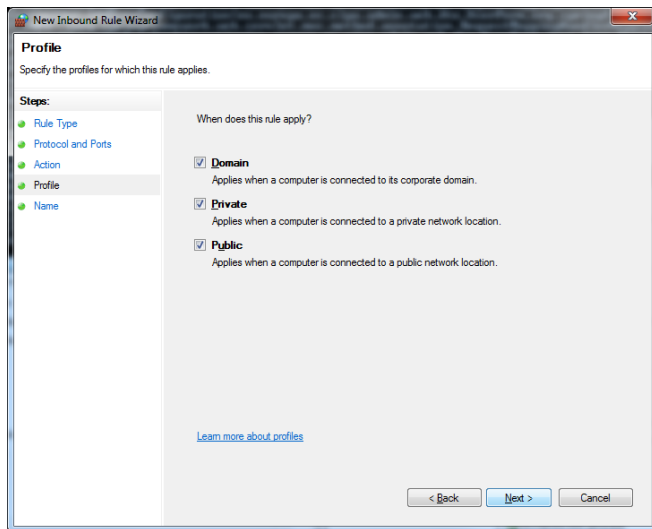 New Inbound Rule Wizard
Profile
Specify the profiles for which this rule applies.
Steps:
Rule Type
Protocol and Ports
Action
Profile
Name
When does this rule apply?
Domain
Applies when a computer is connected to its corporate domain.
Private
Applies when a computer is connected to a private network location.
Public
Applies when a computer is connected to a public network location.
Learn more about profiles
< Back
Next >
Cancel